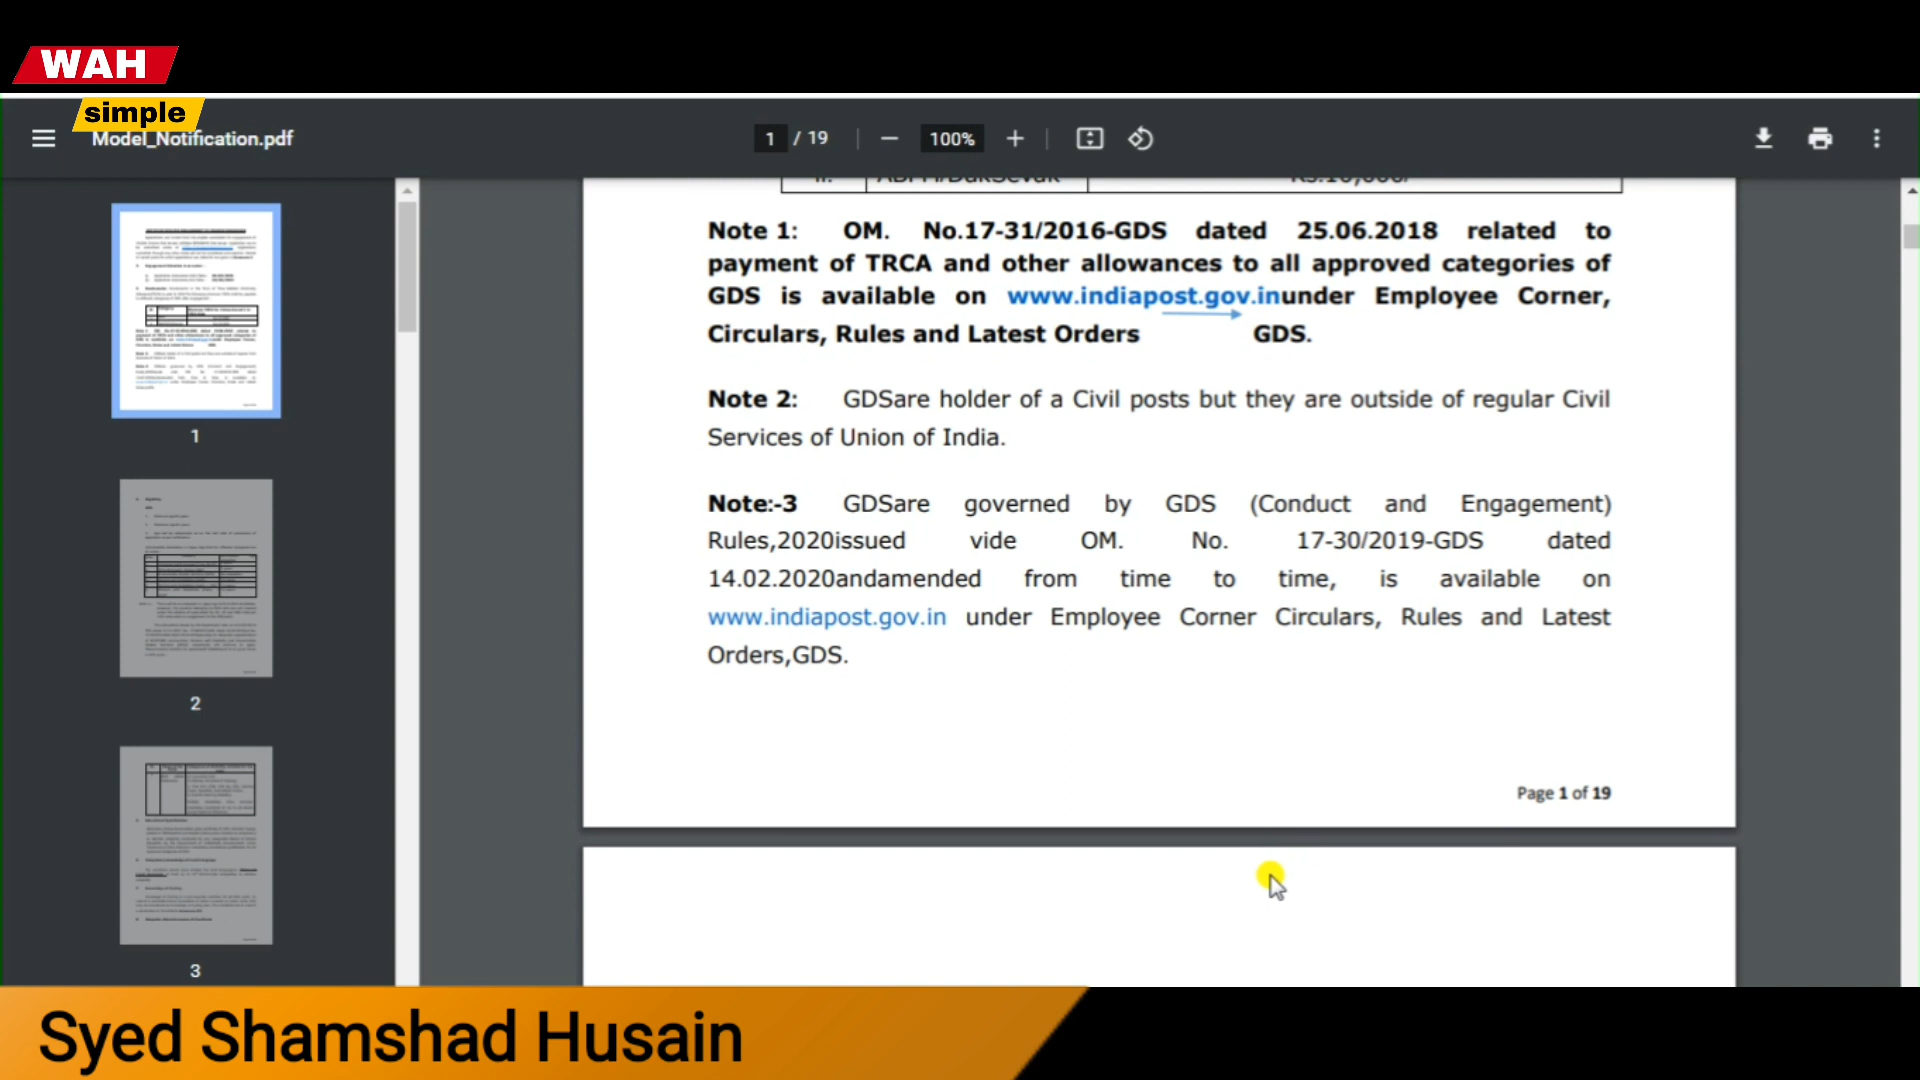 WAH
simple
Model_Notification.pdf
1 / 19
100%
Note 1: OM. No.17-31/2016-GDS dated 25.06.2018 related to
payment of TRCA and other allowances to all approved categories of
GDS is available on www.indiapost.gov.inunder Employee Corner,
Circulars, Rules and Latest Orders GDS.
Note 2: GDSare holder of a Civil posts but they are outside of regular Civil
Services of Union of India.
Note:-3 GDSare governed by GDS (Conduct and Engagement)
Rules,2020issued vide OM. No. 17-30/2019-GDS dated
14.02.2020andamended from time to time, is available on
www.indiapost.gov.in under Employee Corner Circulars, Rules and Latest
Orders,GDS.
Page 1 of 19
1
2
3
Syed Shamshad Husain